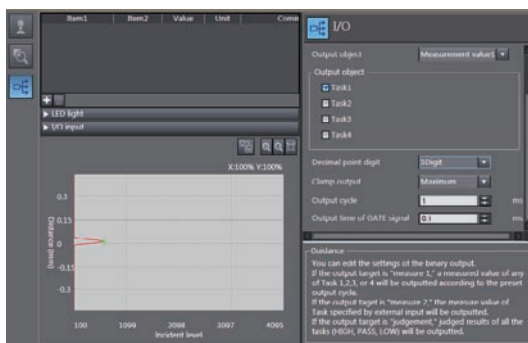 Item1 Item2 Value Unit Comm
LED light
I/O input
X:100% Y:100%
Distance (mm)
0.3
0.15
0
-0.15
-0.3
100 1099 2098 3097 4095
Incident level
I/O
Output object Measurement value1
Output object
Task1
Task2
Task3
Task4
Decimal point digit 5Digit
Clamp output Maximum
Output cycle 1 ms
Output time of GATE signal 0.1 ms
Guidance
You can edit the settings of the binary output.
If the output target is "measure 1," a measured value of any
of Task 1,2,3, or 4 will be outputted according to the preset
output cycle.
If the output target is "measure 2," the measure value of
Task specified by external input will be outputted.
If the output target is "judgement," judged results of all the
tasks (HIGH, PASS, LOW) will be outputted.